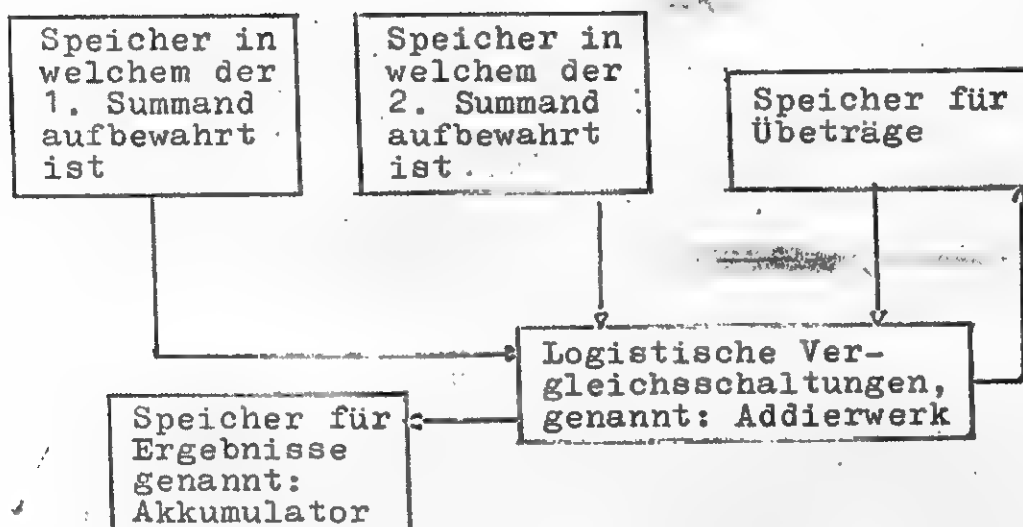 Speicher in
welchem der
1. Summand
aufbewahrt
ist
Speicher in
welchem der
2. Summand
aufbewahrt
ist.
Speicher für
Übeträge
Logistische Ver-
gleichsschaltungen,
genannt: Addierwerk
Speicher für
Ergebnisse
genannt:
Akkumulator